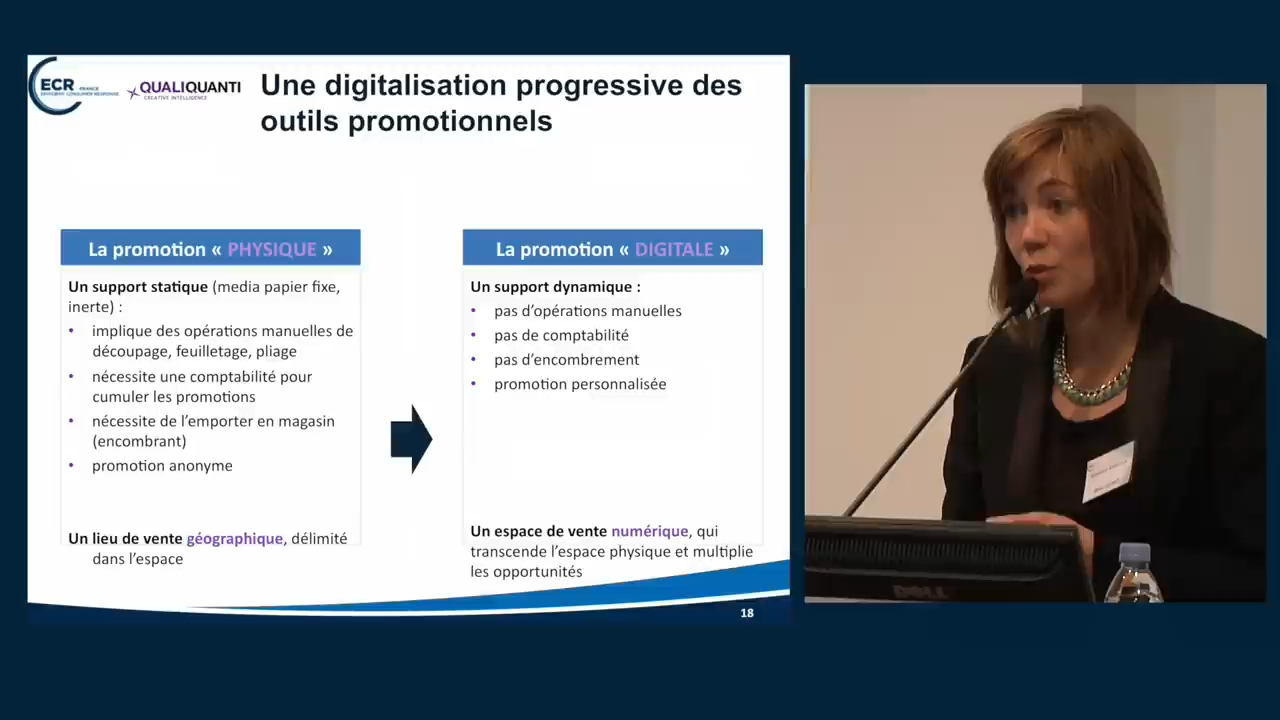 ECR FRANCE
EFFICIENT CONSUMER RESPONSE
QUALIQUANTI
CREATIVE INTELLIGENCE
Une digitalisation progressive des
outils promotionnels
La promotion « PHYSIQUE »
Un support statique (media papier fixe,
inerte) :
• implique des opérations manuelles de
découpage, feuilletage, pliage
• nécessite une comptabilité pour
cumuler les promotions
• nécessite de l'emporter en magasin
(encombrant)
• promotion anonyme
Un lieu de vente géographique, délimité
dans l'espace
La promotion « DIGITALE »
Un support dynamique :
• pas d'opérations manuelles
• pas de comptabilité
• pas d'encombrement
• promotion personnalisée
Un espace de vente numérique, qui
transcende l'espace physique et multiplie
les opportunités
18
DELL